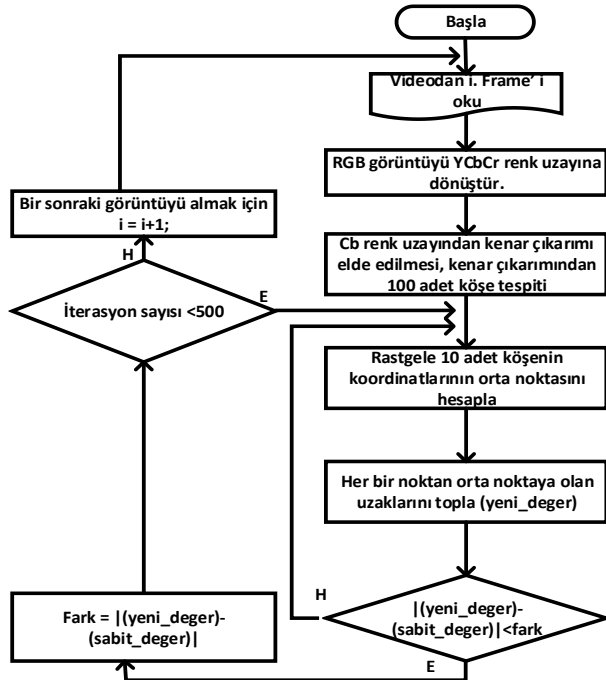 Başla
Videodan i. Frame' i
oku
RGB görüntüyü YCbCr renk uzayına
dönüştür.
Cb renk uzayından kenar çıkarımı
elde edilmesi, kenar çıkarımından
100 adet köşe tespiti
Rastgele 10 adet köşenin
koordinatlarının orta noktasını
hesapla
Her bir noktan orta noktaya olan
uzaklarını topla (yeni_deger)
|(yeni_deger)-
(sabit_deger)|<fark
H
E
Fark = |(yeni_deger)-
(sabit_deger)|
İterasyon sayısı <500
E
H
Bir sonraki görüntüyü almak için
i = i+1;